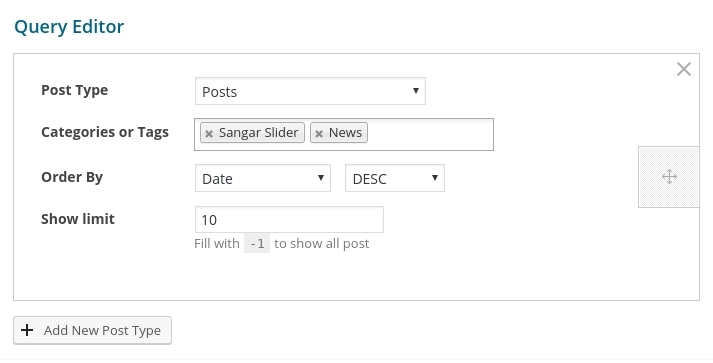 Query Editor
Post Type Posts
Categories or Tags Sangar Slider News
Order By Date DESC
Show limit 10
Fill with -1 to show all post
Add New Post Type